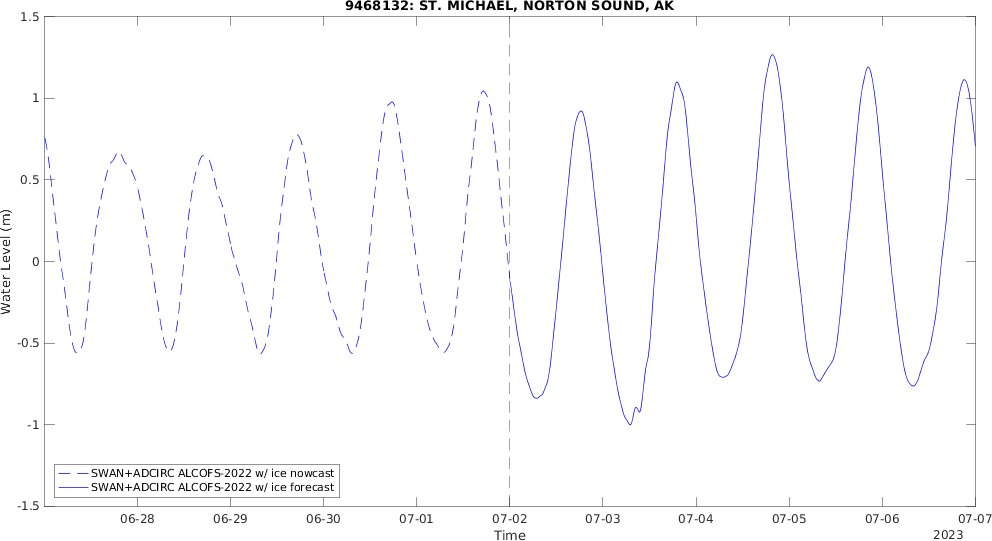 9468132: ST. MICHAEL, NORTON SOUND, AK
1.5
1
0.5
0
-0.5
-1
-1.5
Water Level (m)
SWAN+ADCIRC ALCOFS-2022 w/ ice nowcast
SWAN+ADCIRC ALCOFS-2022 w/ ice forecast
06-28 06-29 06-30 07-01 07-02 07-03 07-04 07-05 07-06 07-07
Time
2023